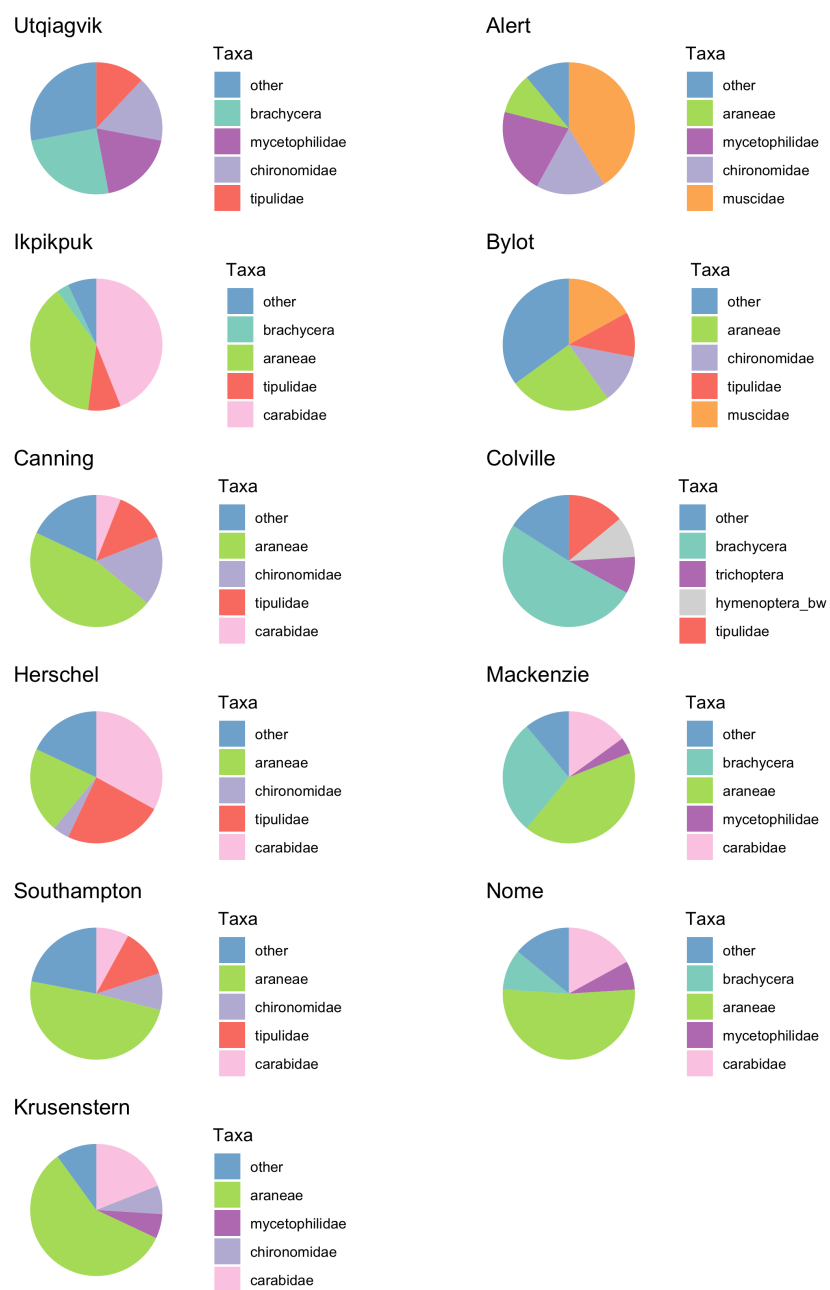 Utqiagvik
Taxa
other
brachycera
mycetophilidae
chironomidae
tipulidae
Alert
Taxa
other
araneae
mycetophilidae
chironomidae
muscidae
Ikpikpuk
Taxa
other
brachycera
araneae
tipulidae
carabidae
Bylot
Taxa
other
araneae
chironomidae
tipulidae
muscidae
Canning
Taxa
other
araneae
chironomidae
tipulidae
carabidae
Colville
Taxa
other
brachycera
trichoptera
hymenoptera_bw
tipulidae
Herschel
Taxa
other
araneae
chironomidae
tipulidae
carabidae
Mackenzie
Taxa
other
brachycera
araneae
mycetophilidae
carabidae
Southampton
Taxa
other
araneae
chironomidae
tipulidae
carabidae
Nome
Taxa
other
brachycera
araneae
mycetophilidae
carabidae
Krusenstern
Taxa
other
araneae
mycetophilidae
chironomidae
carabidae